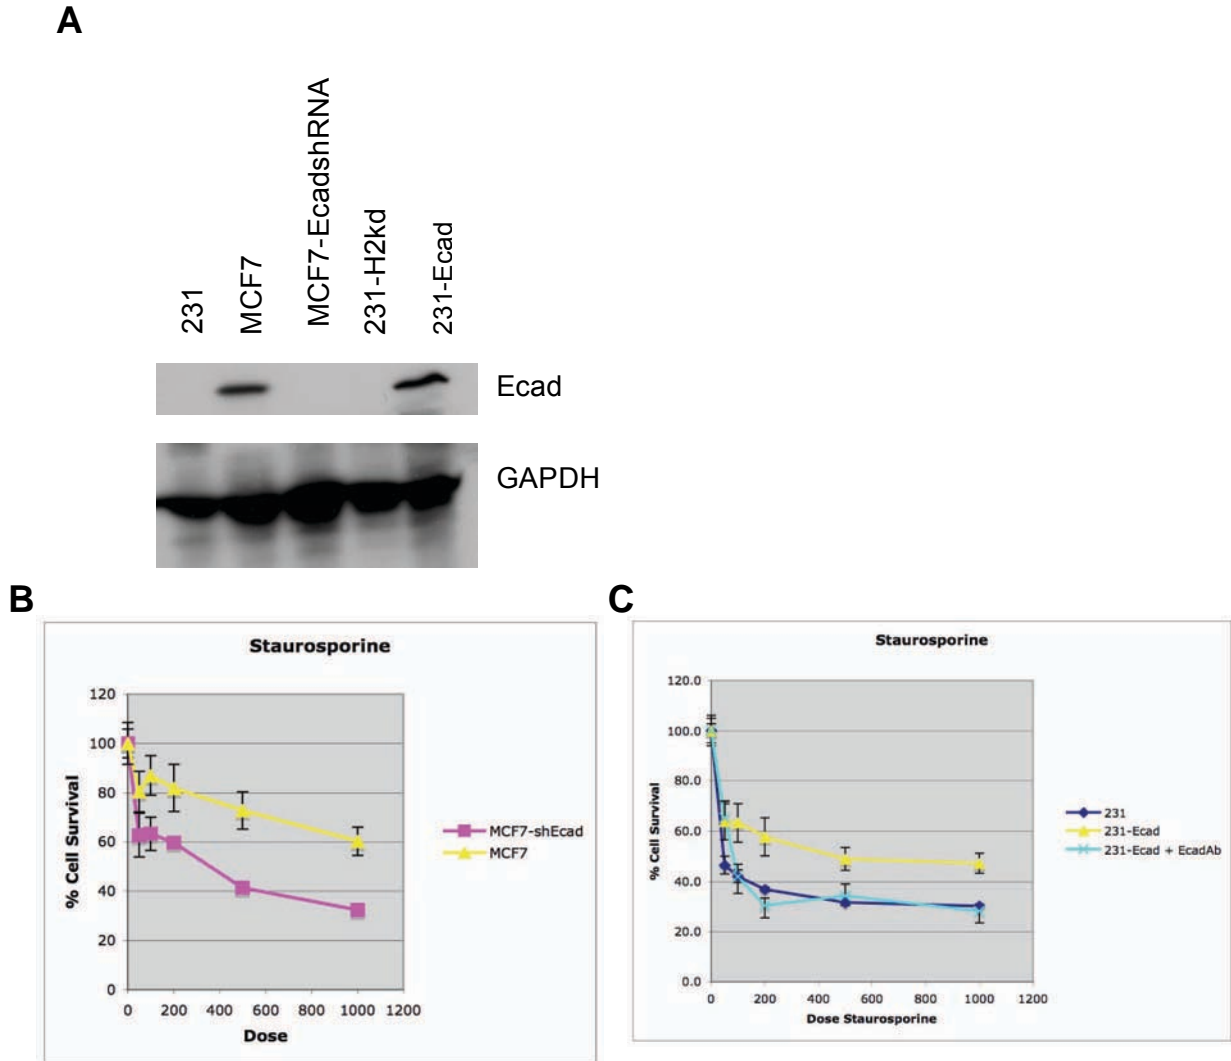 A
231
MCF7
MCF7-EcadshRNA
231-H2kd
231-Ecad
Ecad
GAPDH
B
Staurosporine
120
100
80
60
40
20
0
0 200 400 600 800 1000 1200
% Cell Survival
Dose
MCF7-shEcad
MCF7
C
Staurosporine
120.0
100.0
80.0
60.0
40.0
20.0
0.0
0 200 400 600 800 1000 1200
% Cell Survival
Dose Staurosporine
231
231-Ecad
231-Ecad + EcadAb